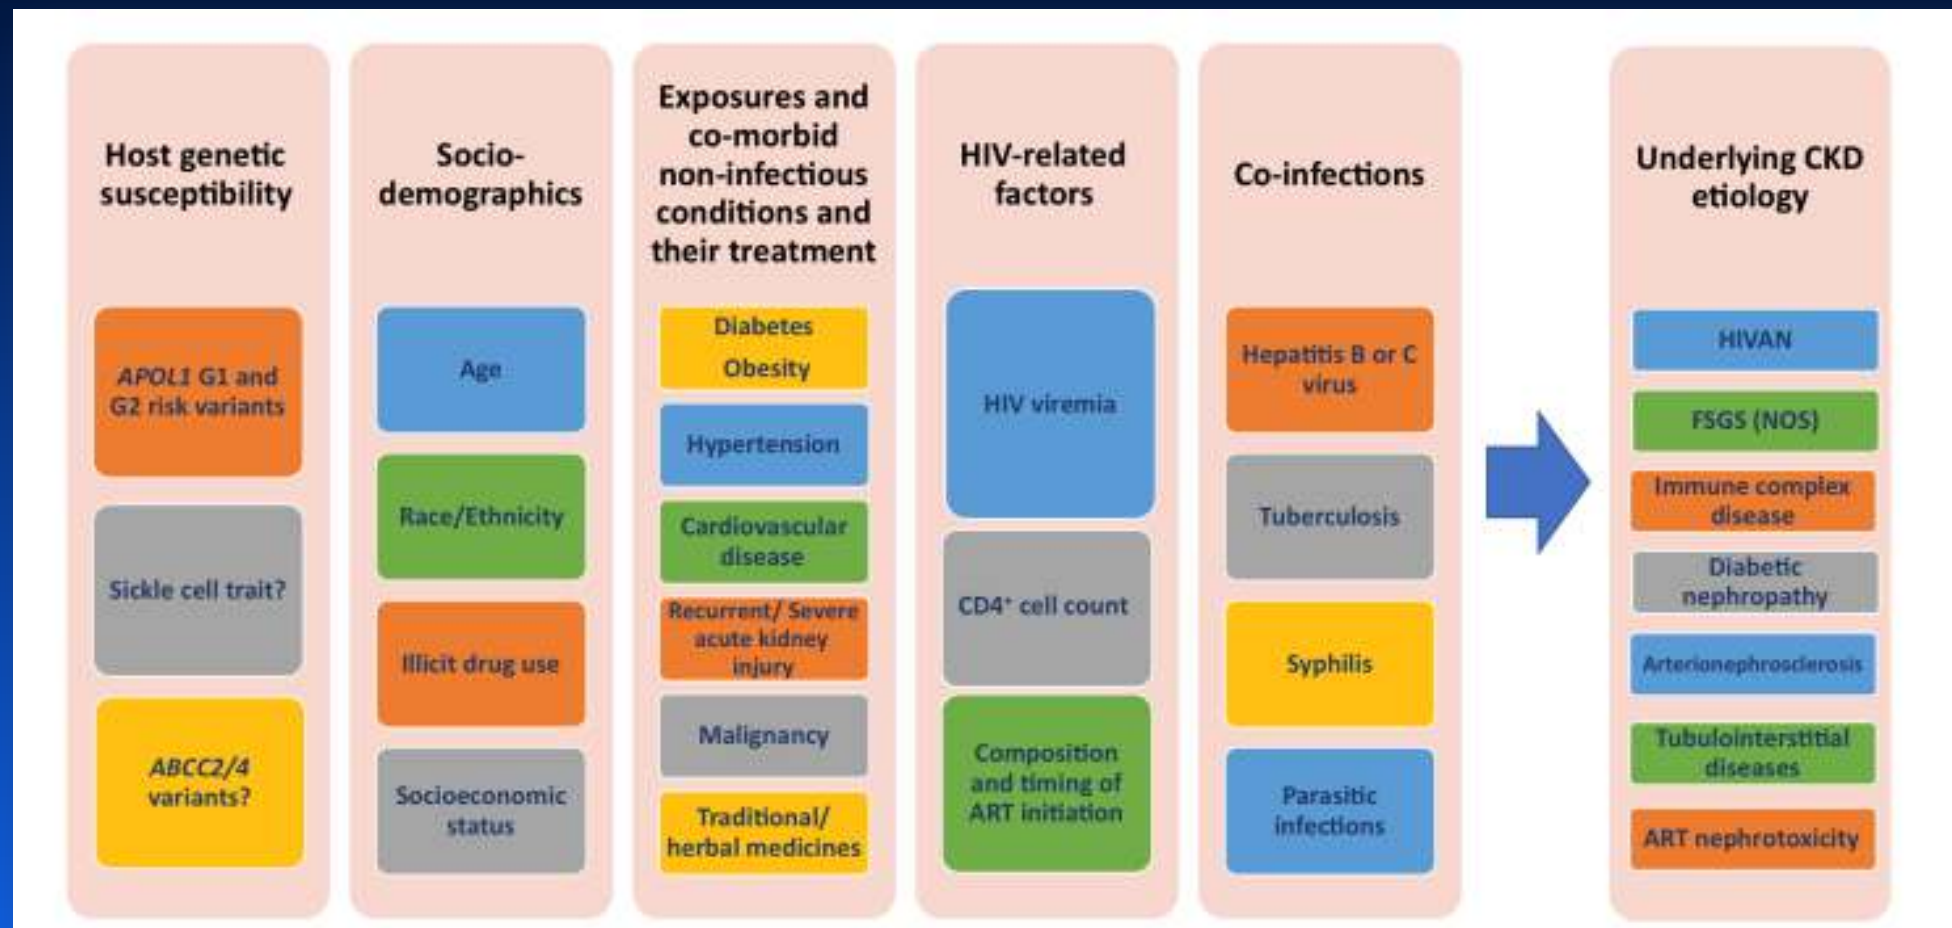 Host genetic
susceptibility
APOL1 G1 and
G2 risk variants
Sickle cell trait?
ABCC2/4
variants?
Socio-
demographics
Age
Race/Ethnicity
Illicit drug use
Socioeconomic
status
Exposures and
co-morbid
non-infectious
conditions and
their treatment
Diabetes
Obesity
Hypertension
Cardiovascular
disease
Recurrent/ Severe
acute kidney
injury
Malignancy
Traditional/
herbal medicines
HIV-related
factors
HIV viremia
CD4⁺ cell count
Composition
and timing of
ART initiation
Co-infections
Hepatitis B or C
virus
Tuberculosis
Syphilis
Parasitic
infections
Underlying CKD
etiology
HIVAN
FSGS (NOS)
Immune complex
disease
Diabetic
nephropathy
Arterionephrosclerosis
Tubulointerstitial
diseases
ART nephrotoxicity